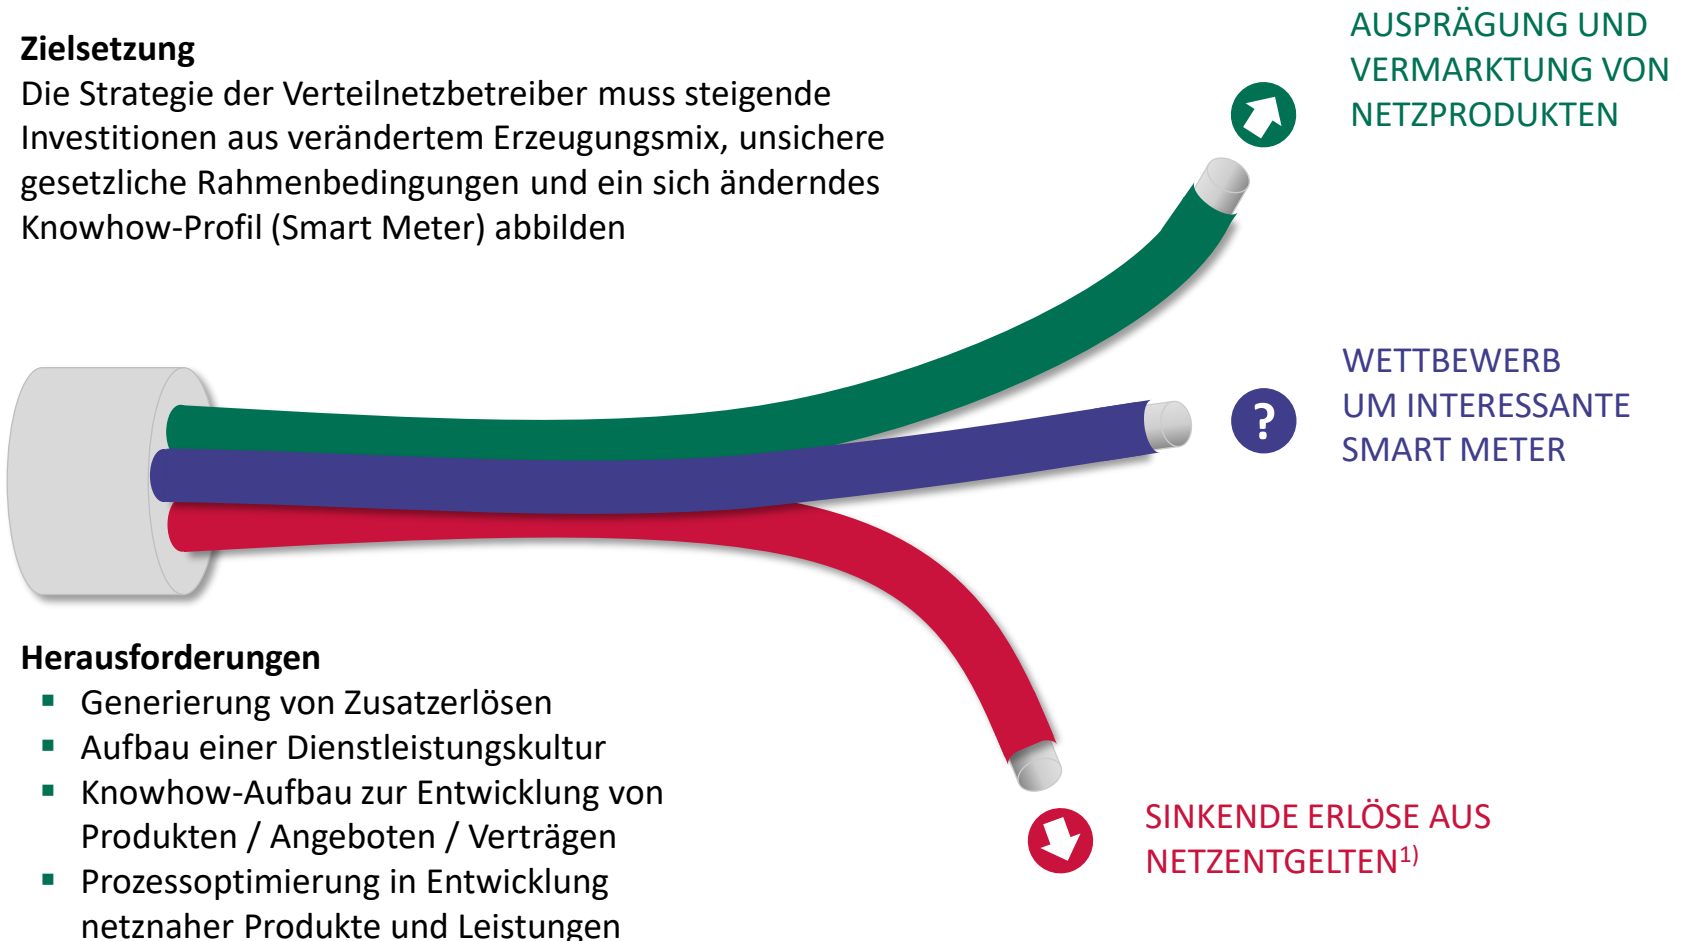 Zielsetzung
Die Strategie der Verteilnetzbetreiber muss steigende
Investitionen aus verändertem Erzeugungsmix, unsichere
gesetzliche Rahmenbedingungen und ein sich änderndes
Knowhow-Profil (Smart Meter) abbilden
AUSPRÄGUNG UND
VERMARKTUNG VON
NETZPRODUKTEN
?
WETTBEWERB
UM INTERESSANTE
SMART METER
Herausforderungen
▪ Generierung von Zusatzerlösen
▪ Aufbau einer Dienstleistungskultur
▪ Knowhow-Aufbau zur Entwicklung von
Produkten / Angeboten / Verträgen
▪ Prozessoptimierung in Entwicklung
netznaher Produkte und Leistungen
SINKENDE ERLÖSE AUS
NETZENTGELTEN¹⁾